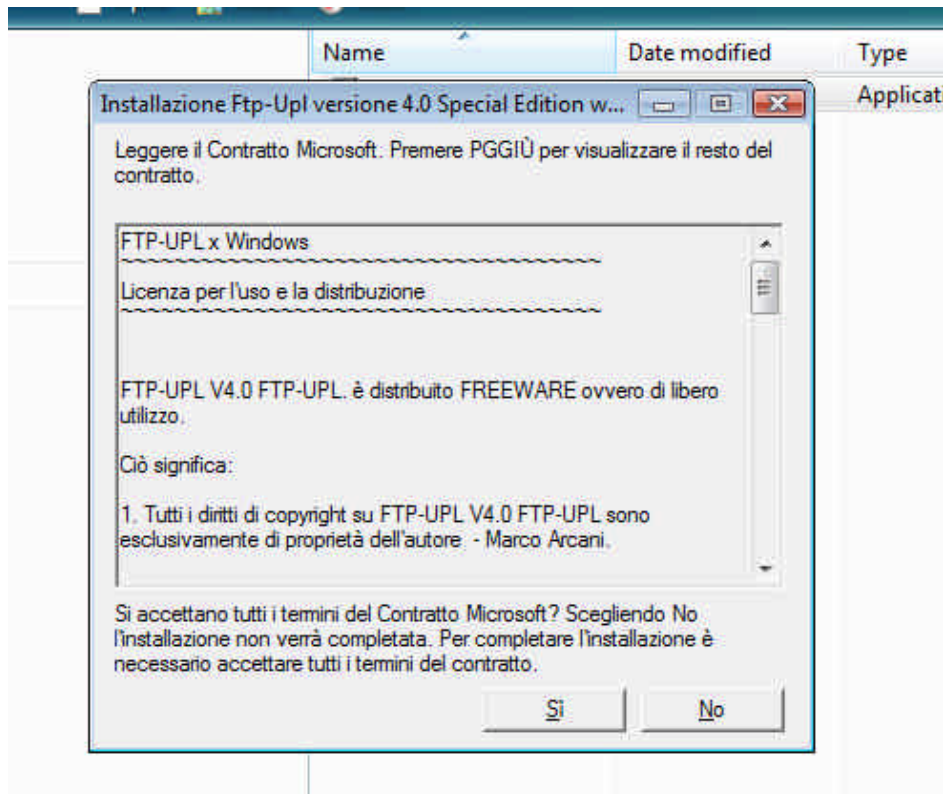 Name Date modified Type
Applicati
Installazione Ftp-Upl versione 4.0 Special Edition w...
Leggere il Contratto Microsoft. Premere PGGIÙ per visualizzare il resto del
contratto.
FTP-UPL x Windows
~~~~~~~~~~~~~~~~~~~~~~~~~~~~~~~~~~~~
Licenza per l'uso e la distribuzione
~~~~~~~~~~~~~~~~~~~~~~~~~~~~~~~~~~~~
FTP-UPL V4.0 FTP-UPL. è distribuito FREEWARE ovvero di libero
utilizzo.
Ciò significa:
1. Tutti i diritti di copyright su FTP-UPL V4.0 FTP-UPL sono
esclusivamente di proprietà dell'autore - Marco Arcani.
Si accettano tutti i termini del Contratto Microsoft? Scegliendo No
l'installazione non verrà completata. Per completare l'installazione è
necessario accettare tutti i termini del contratto.
Sì No